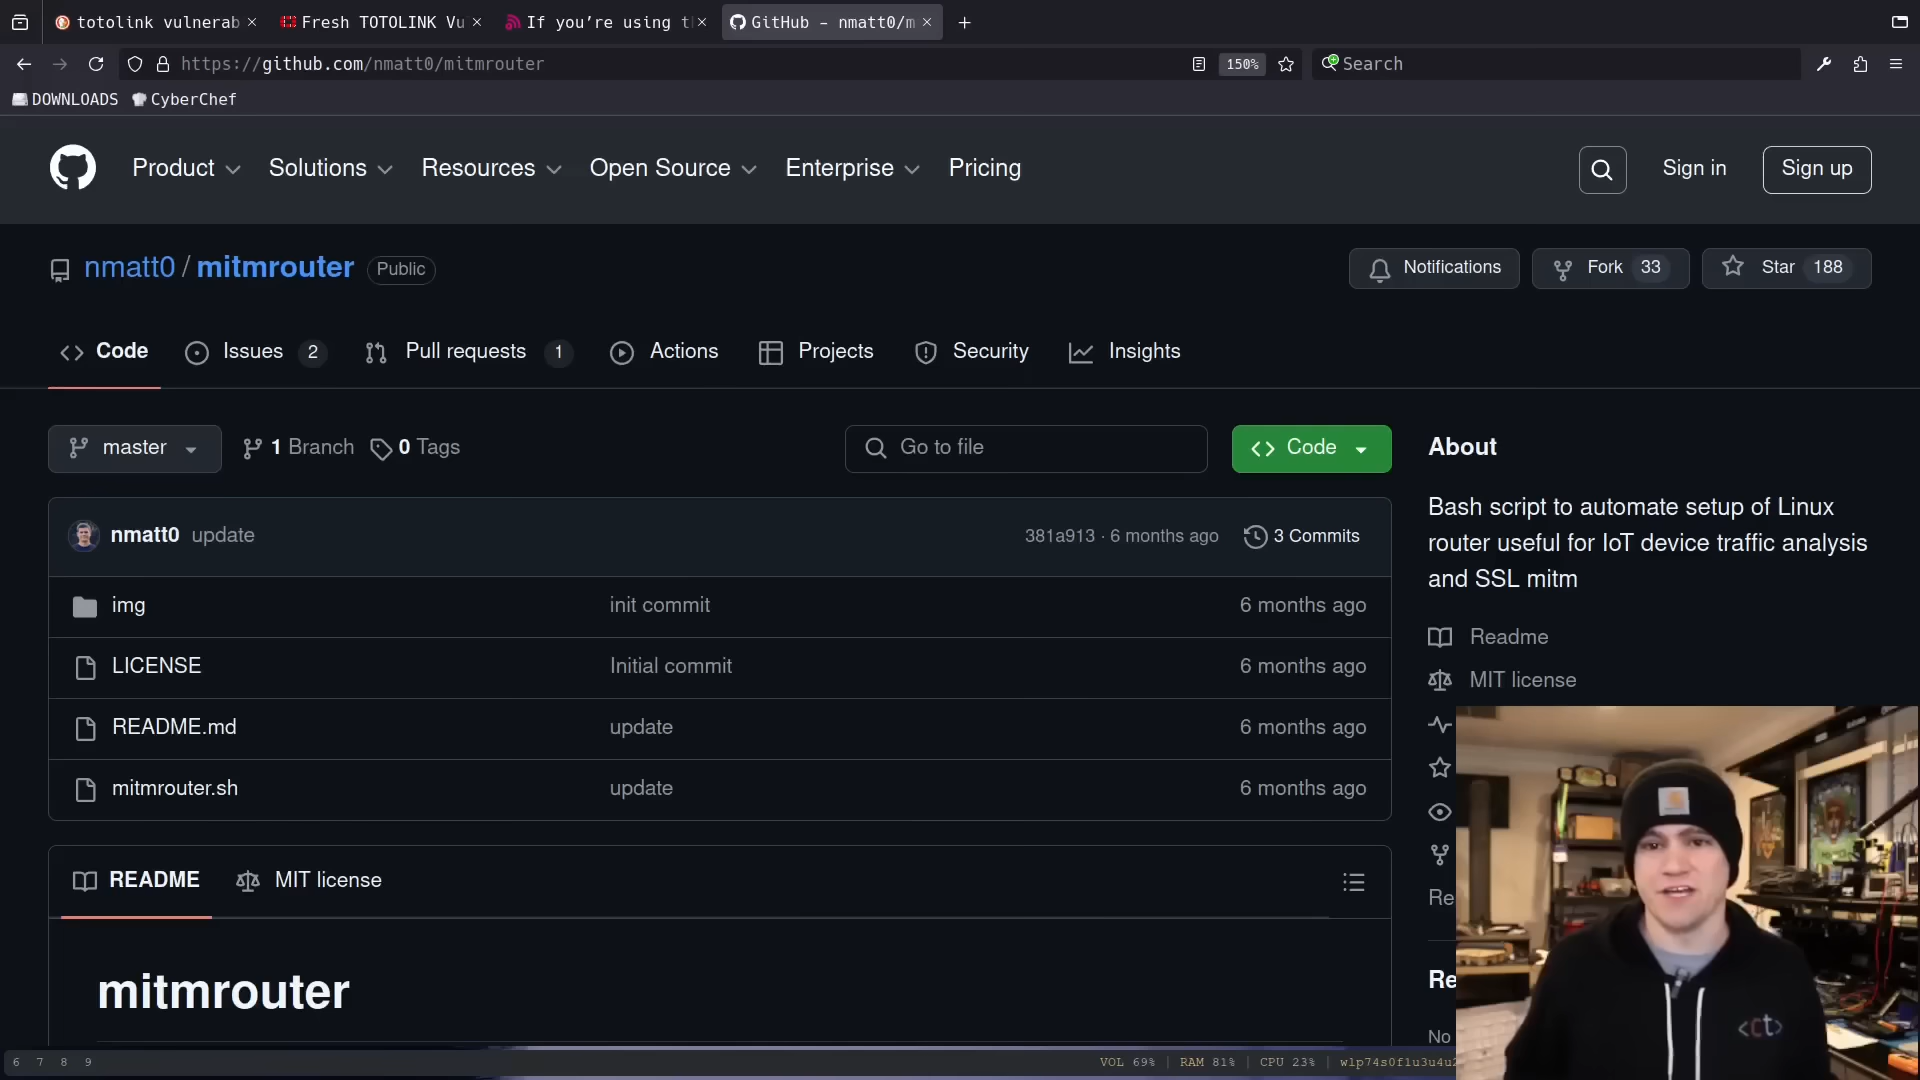 totolink vulnerab
Fresh TOTOLINK Vu
If you’re using t
GitHub - nmatt0/m
https://github.com/nmatt0/mitmrouter
150%
Search
DOWNLOADS
CyberChef
Product
Solutions
Resources
Open Source
Enterprise
Pricing
Sign in
Sign up
nmatt0 / mitmrouter
Public
Notifications
Fork 33
Star 188
Code
Issues 2
Pull requests 1
Actions
Projects
Security
Insights
master
1 Branch
0 Tags
Go to file
Code
About
nmatt0 update
381a913 · 6 months ago
3 Commits
Bash script to automate setup of Linux
router useful for IoT device traffic analysis
and SSL mitm
img init commit 6 months ago
LICENSE Initial commit 6 months ago
README.md update 6 months ago
mitmrouter.sh update 6 months ago
Readme
MIT license
Re
README
MIT license
mitmrouter
Re
No
<ct>
6 7 8 9
VOL 69% | RAM 81% | CPU 23% | wlp74s0f1u3u4u2